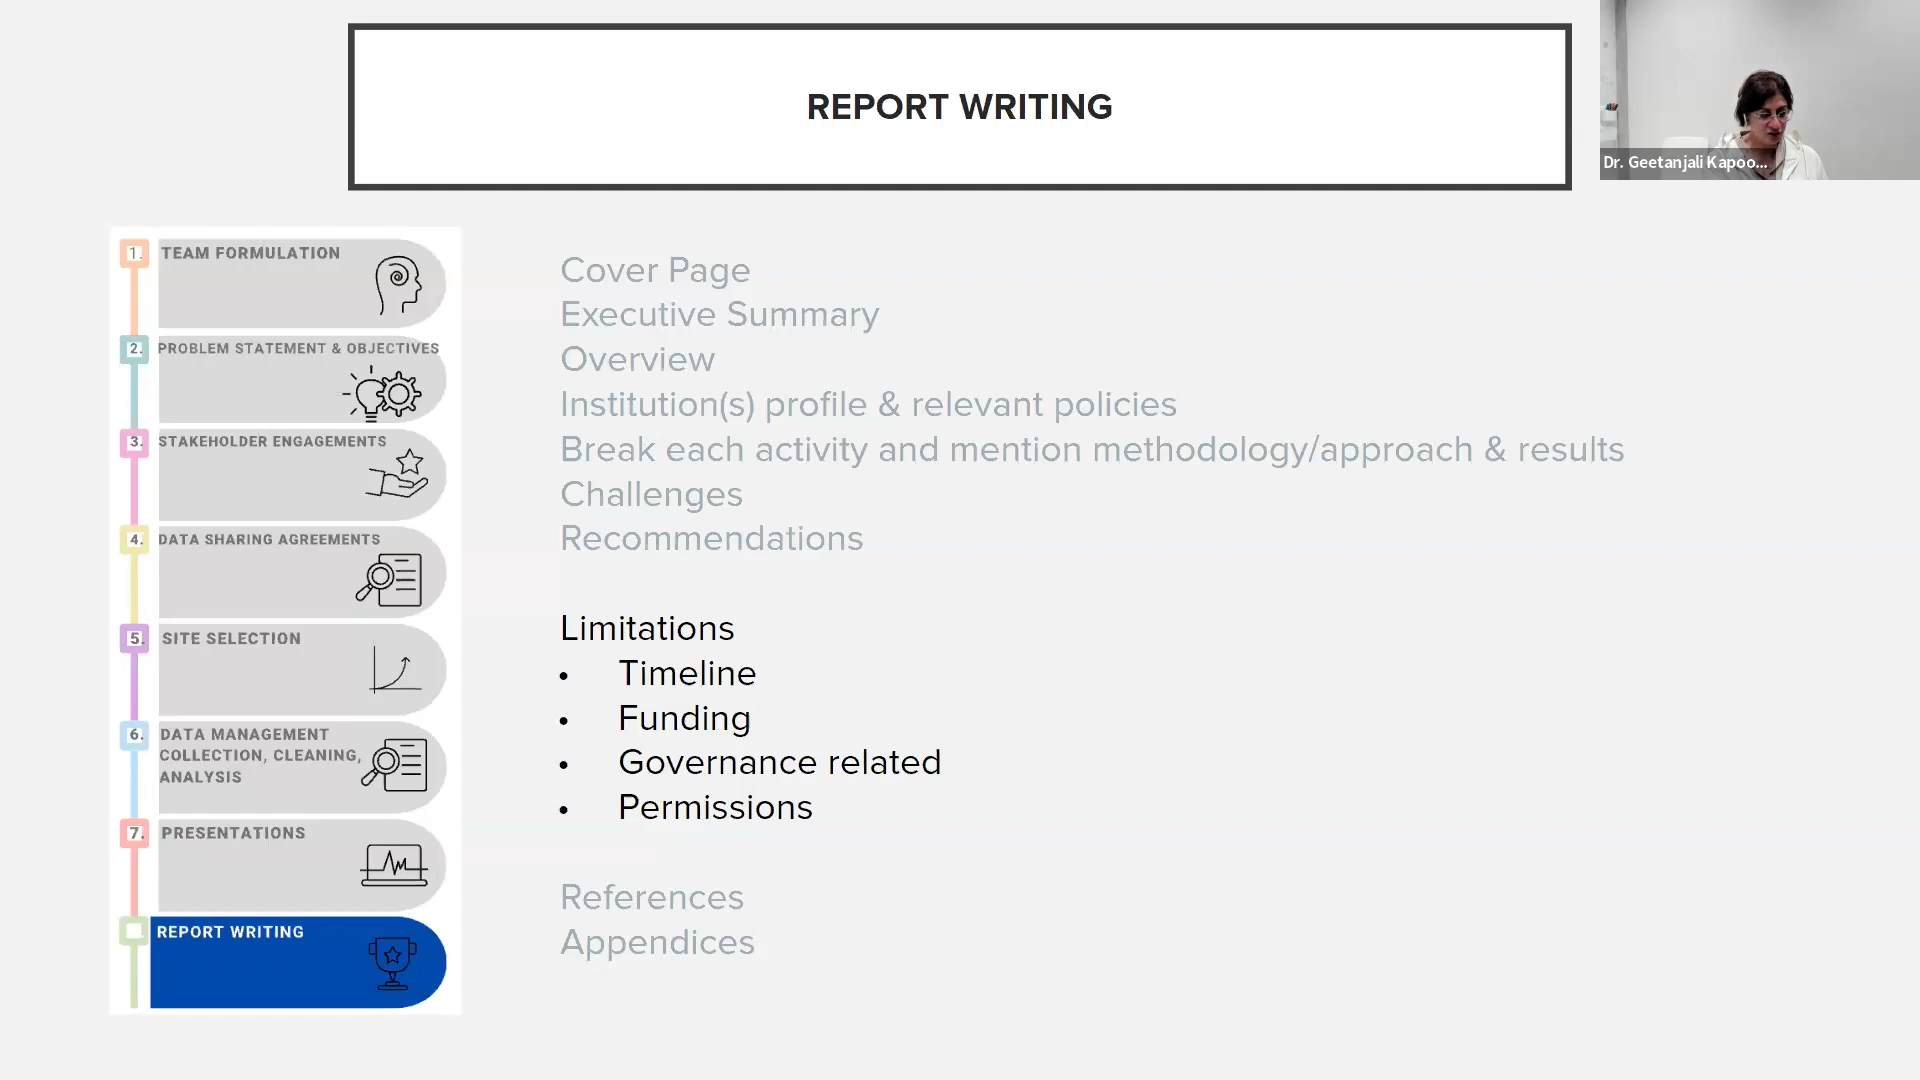 REPORT WRITING
Dr. Geetanjali Kapoo...
1. TEAM FORMULATION
2. PROBLEM STATEMENT & OBJECTIVES
3. STAKEHOLDER ENGAGEMENTS
4. DATA SHARING AGREEMENTS
5. SITE SELECTION
6. DATA MANAGEMENT
COLLECTION, CLEANING,
ANALYSIS
7. PRESENTATIONS
REPORT WRITING
Cover Page
Executive Summary
Overview
Institution(s) profile & relevant policies
Break each activity and mention methodology/approach & results
Challenges
Recommendations
Limitations
• Timeline
• Funding
• Governance related
• Permissions
References
Appendices